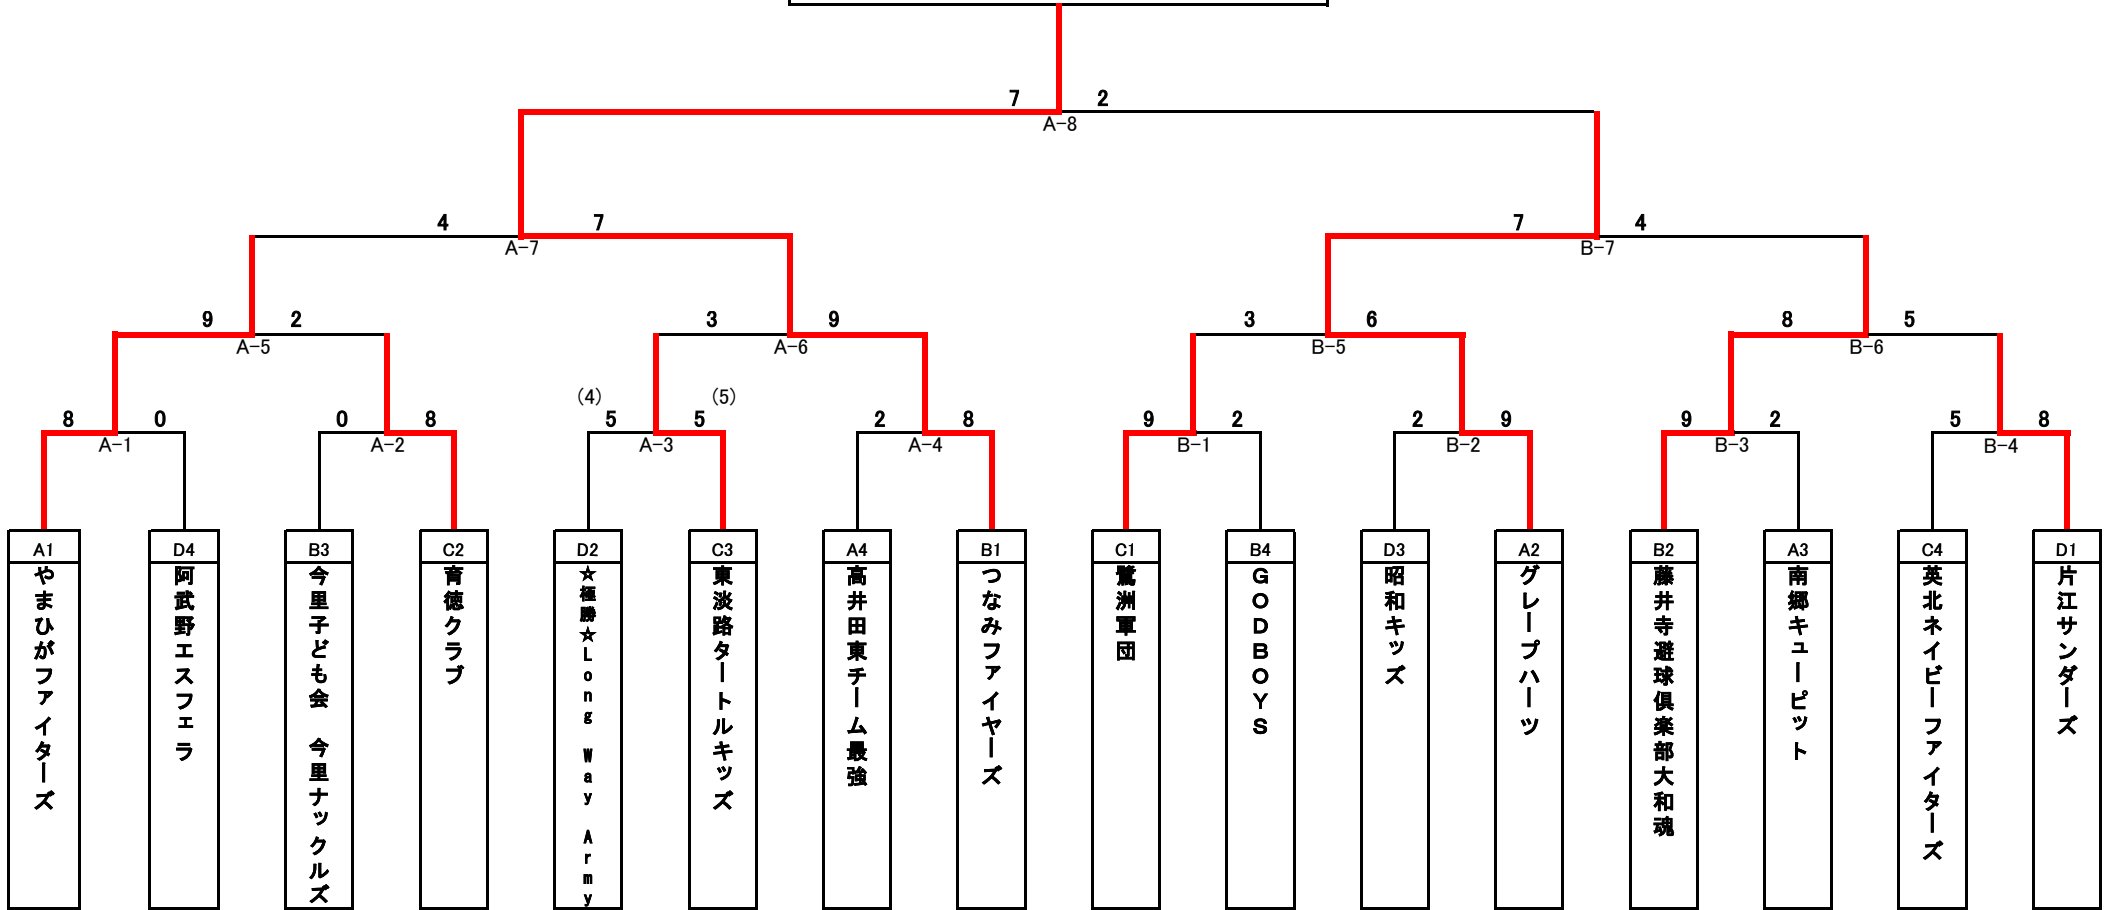 7 2
A-8
4 7
7 4
A-7
B-7
9 2
3 9
3 6
8 5
A-5
A-6
B-5
B-6
(4) (5)
8 0
0 8
5 5
2 8
9 2
2 9
9 2
5 8
A-1
A-2
A-3
A-4
B-1
B-2
B-3
B-4
A1
やまひがファイターズ
D4
阿武野エスフェラ
B3
今里子ども会 今里ナックルズ
C2
育徳クラブ
D2
☆極勝☆Long Way Army
C3
東淡路タートルキッズ
A4
高井田東チーム最強
B1
つなみファイヤーズ
C1
鷺洲軍団
B4
GODBOYS
D3
昭和キッズ
A2
グレープハーツ
B2
藤井寺避球倶楽部大和魂
A3
南郷キューピット
C4
英北ネイビーファイターズ
D1
片江サンダーズ